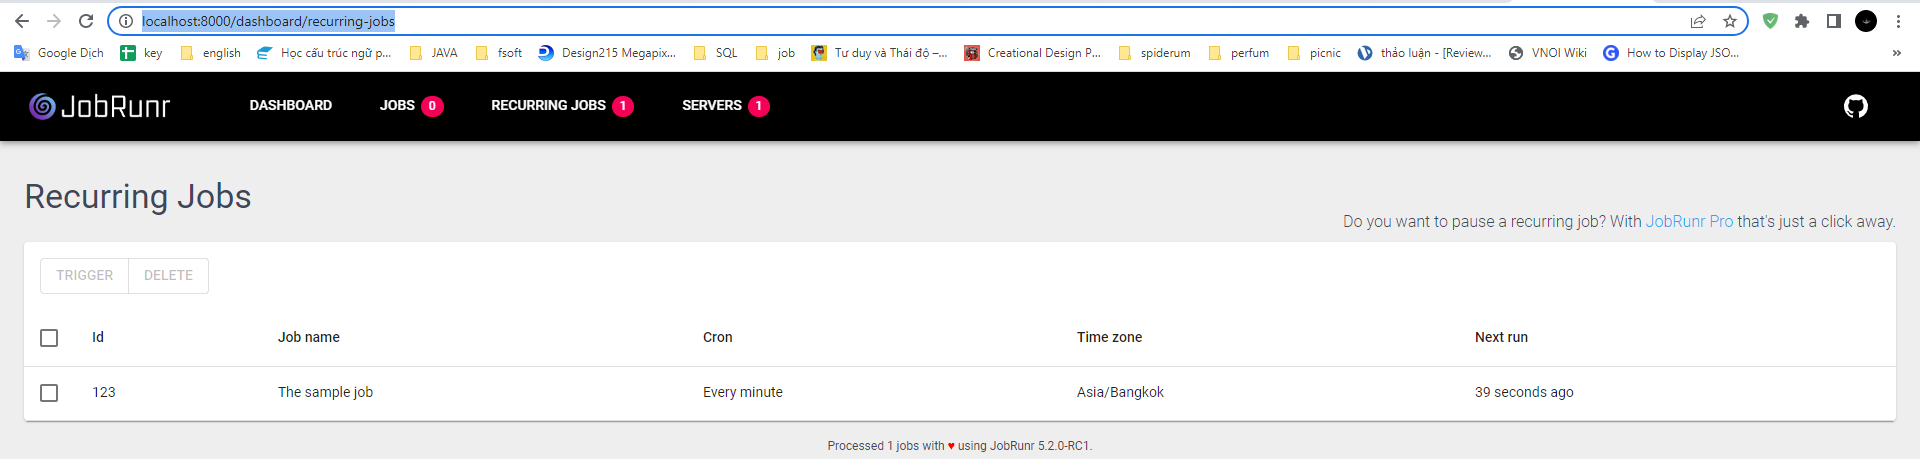 localhost:8000/dashboard/recurring-jobs
Google Dịch key english Học cấu trúc ngữ p... JAVA fsoft Design215 Megapix... SQL job Tư duy và Thái độ –... Creational Design P... spiderum perfum picnic thảo luận - [Review... VNOI Wiki How to Display JSO... »
JobRunr DASHBOARD JOBS 0 RECURRING JOBS 1 SERVERS 1
Recurring Jobs
Do you want to pause a recurring job? With JobRunr Pro that's just a click away.
TRIGGER DELETE
Id Job name Cron Time zone Next run
123 The sample job Every minute Asia/Bangkok 39 seconds ago
Processed 1 jobs with ♥ using JobRunr 5.2.0-RC1.